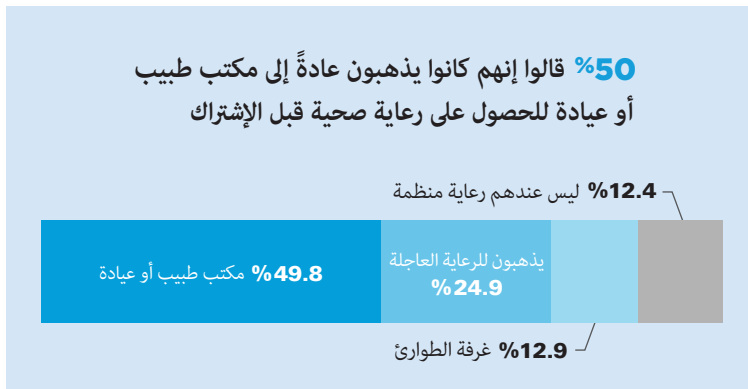 %50 قالوا إنهم كانوا يذهبون عادةً إلى مكتب طبيب
أو عيادة للحصول على رعاية صحية قبل الإشتراك
%12.4 ليس عندهم رعاية منظمة
يذهبون للرعاية العاجلة
%24.9
%49.8 مكتب طبيب أو عيادة
%12.9 غرفة الطوارئ